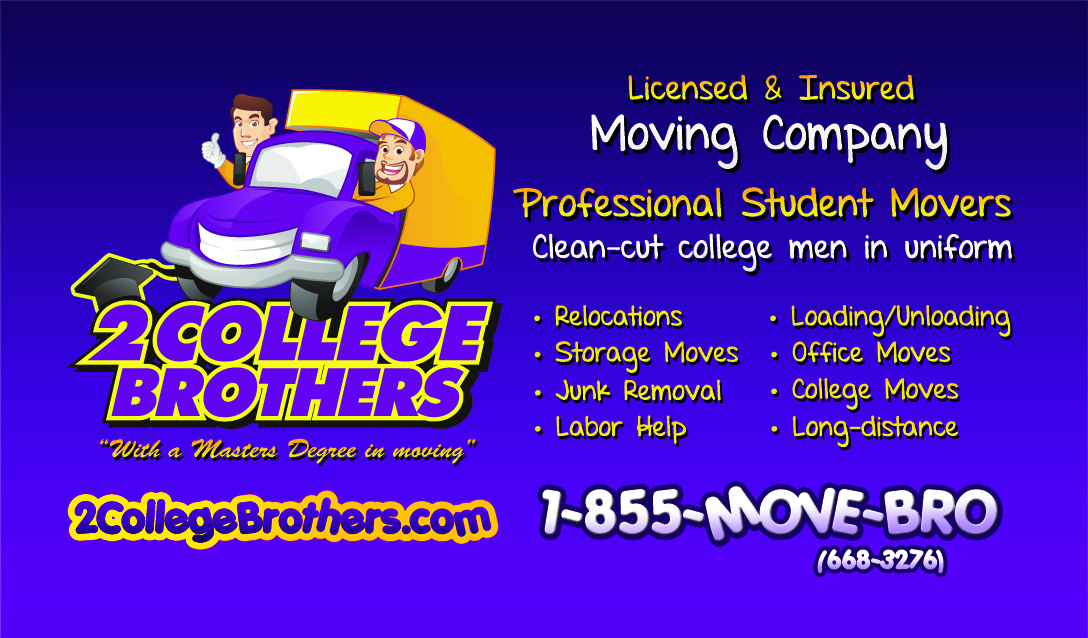 Licensed & Insured
Moving Company
Professional Student Movers
Clean-cut college men in uniform
• Relocations
• Storage Moves
• Junk Removal
• Labor Help
• Loading/Unloading
• Office Moves
• College Moves
• Long-distance
2 COLLEGE
BROTHERS
“With a Masters Degree in moving”
2CollegeBrothers.com
1-855-MOVE-BRO
(668-3276)